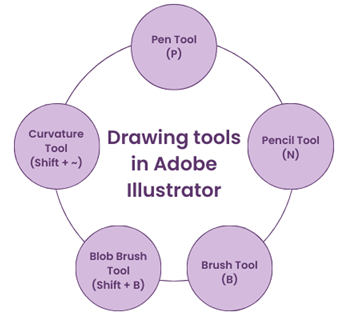 Pen Tool
(P)
Curvature
Tool
(Shift + ~)
Drawing tools
in Adobe
Illustrator
Pencil Tool
(N)
Blob Brush
Tool
(Shift + B)
Brush Tool
(B)